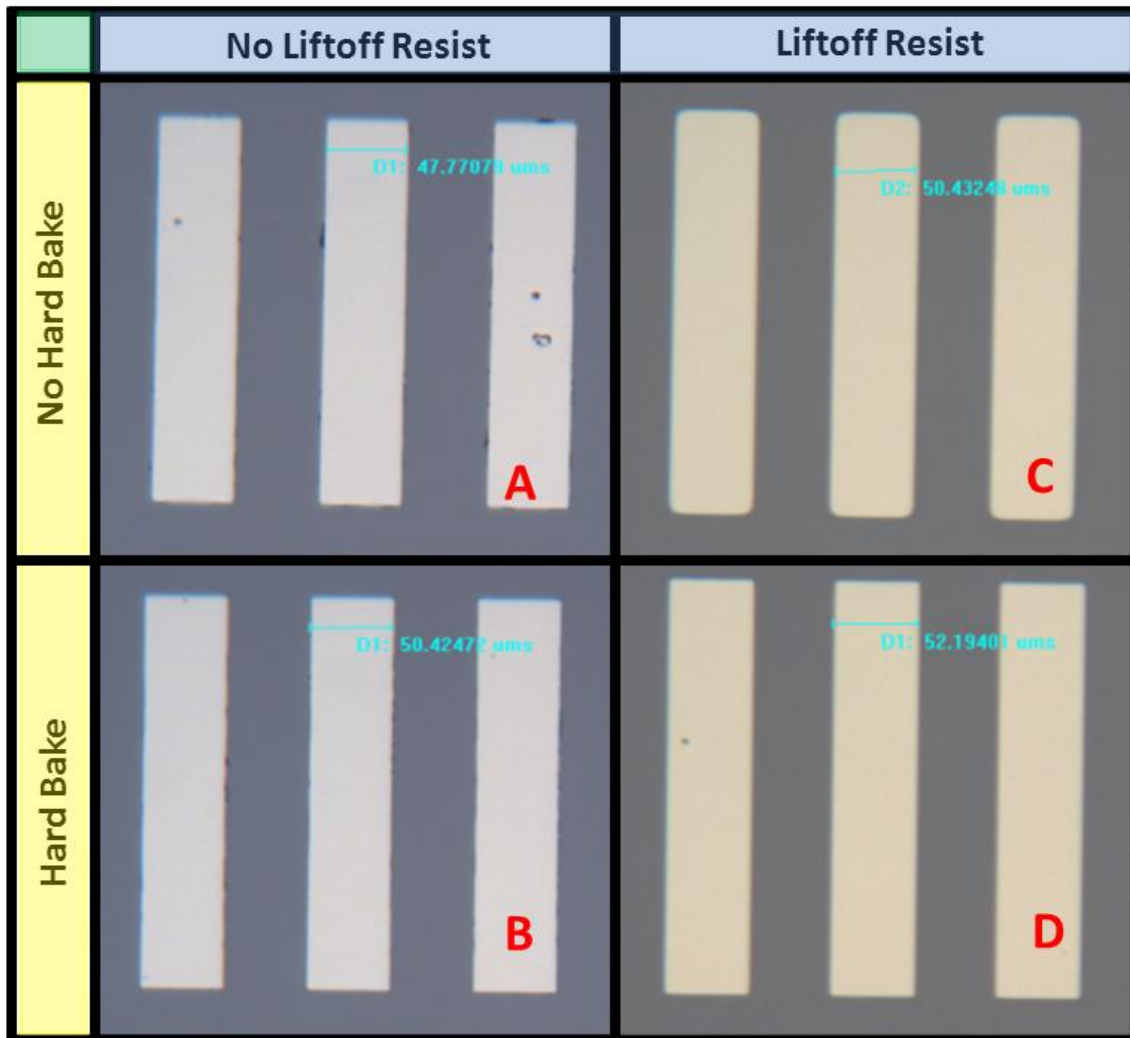 No Liftoff Resist
Liftoff Resist
No Hard Bake
D1: 47.77079 ums
A
D2: 50.43248 ums
C
Hard Bake
D1: 50.42472 ums
B
D1: 52.19401 ums
D